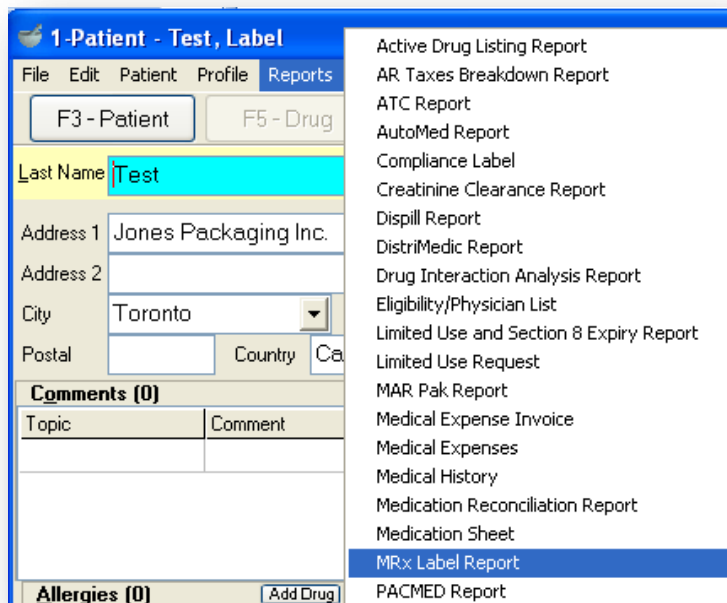 1-Patient - Test, Label
File Edit Patient Profile Reports
F3 - Patient F5 - Drug
Last Name Test
Address 1 Jones Packaging Inc.
Address 2
City Toronto
Postal Country Ca
Comments (0)
Topic Comment
Allergies (0) Add Drug
Active Drug Listing Report
AR Taxes Breakdown Report
ATC Report
AutoMed Report
Compliance Label
Creatinine Clearance Report
Dispill Report
DistriMedic Report
Drug Interaction Analysis Report
Eligibility/Physician List
Limited Use and Section 8 Expiry Report
Limited Use Request
MAR Pak Report
Medical Expense Invoice
Medical Expenses
Medical History
Medication Reconciliation Report
Medication Sheet
MRx Label Report
PACMED Report